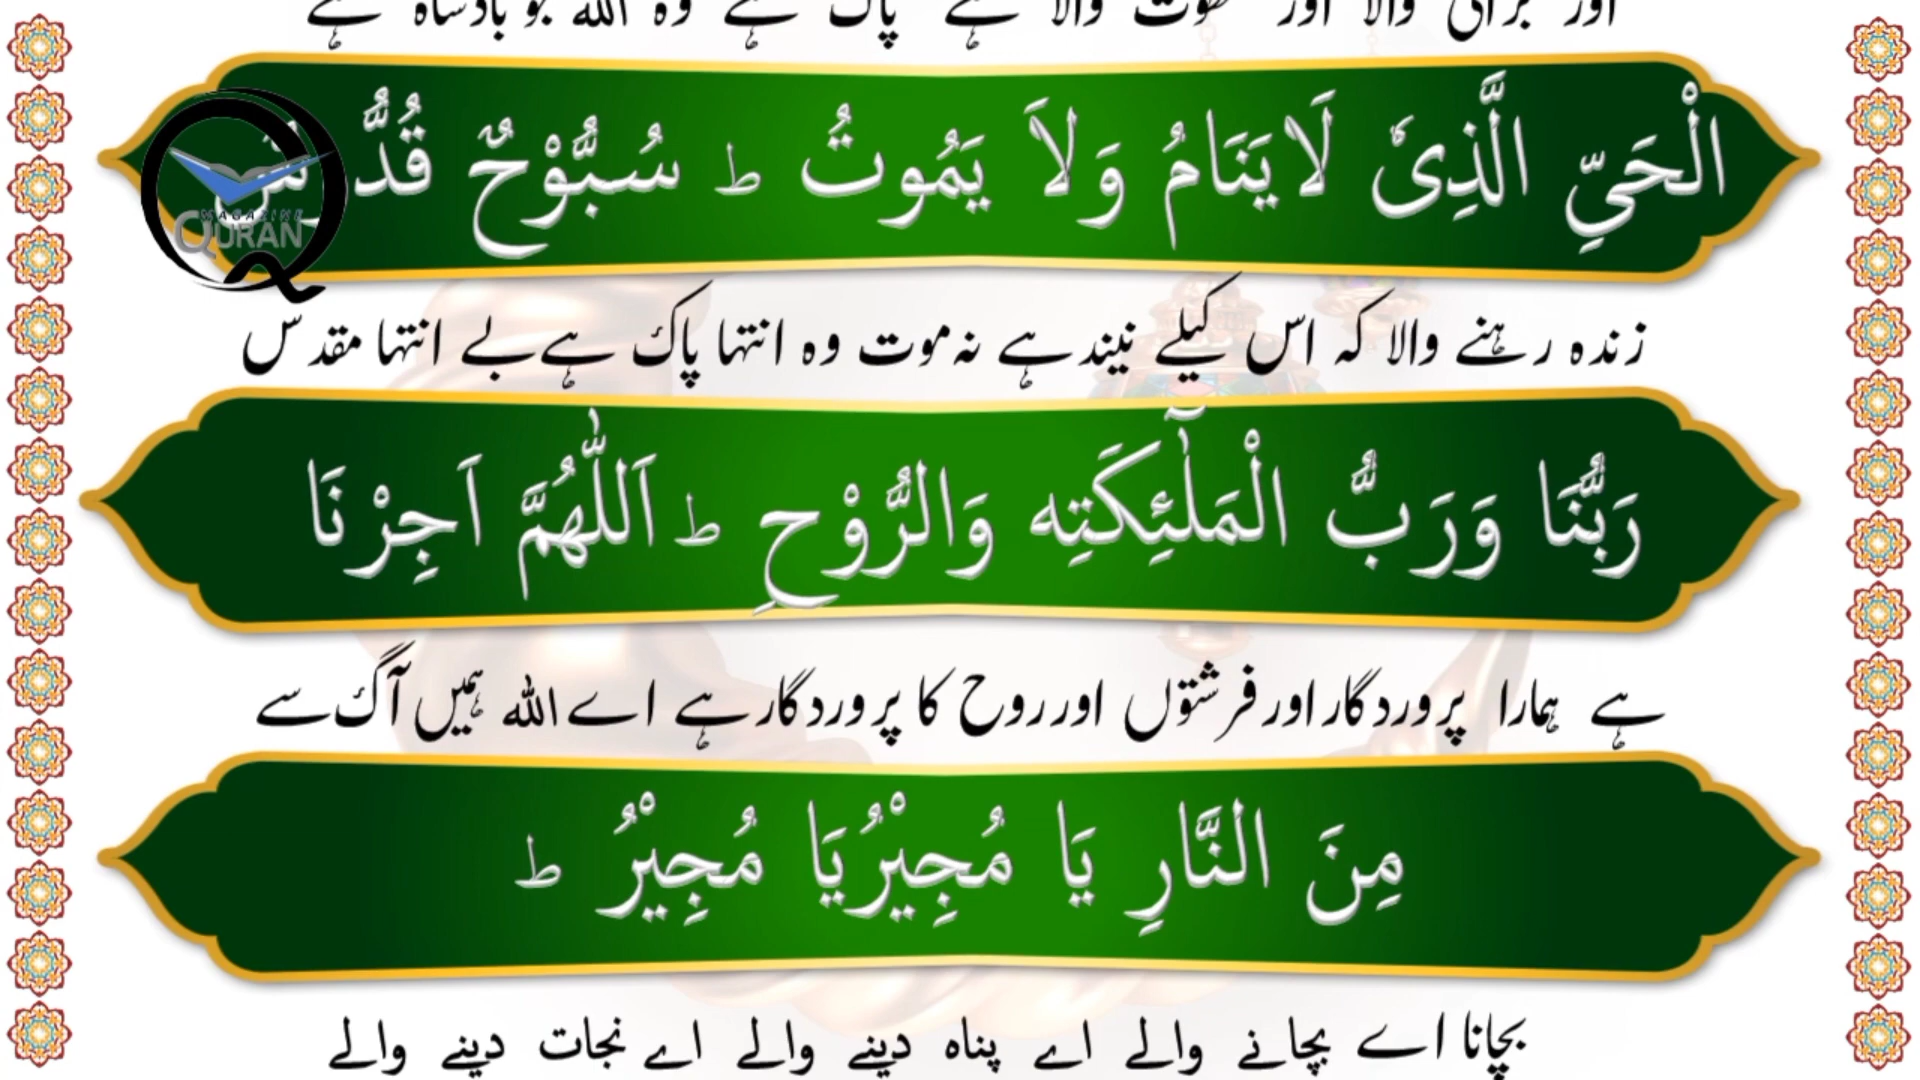 اور بڑائی والا اور سطوت والا ہے پاک ہے وہ اللہ جو بادشاہ ہے
الْحَيِّ الَّذِیْ لَايَنَامُ وَلَا يَمُوتُ ط سُبُّوْحٌ قُدُّ
MAGAZINE
QURAN
زندہ رہنے والا کہ اس کیلے نیند ہے نہ موت وہ انتہا پاک ہے بے انتہا مقدس
رَبُّنَا وَرَبُّ الْمَلٰٓئِكَتِه وَالرُّوْحِ ط اَللّٰهُمَّ اَجِرْنَا
ہے ہمارا پروردگار اور فرشتوں اور روح کا پروردگار ہے اے اللہ ہمیں آگ سے
مِنَ النَّارِ يَا مُجِيْرُ يَا مُجِيْرُ ط
بچانا اے بچانے والے اے پناہ دینے والے اے نجات دینے والے